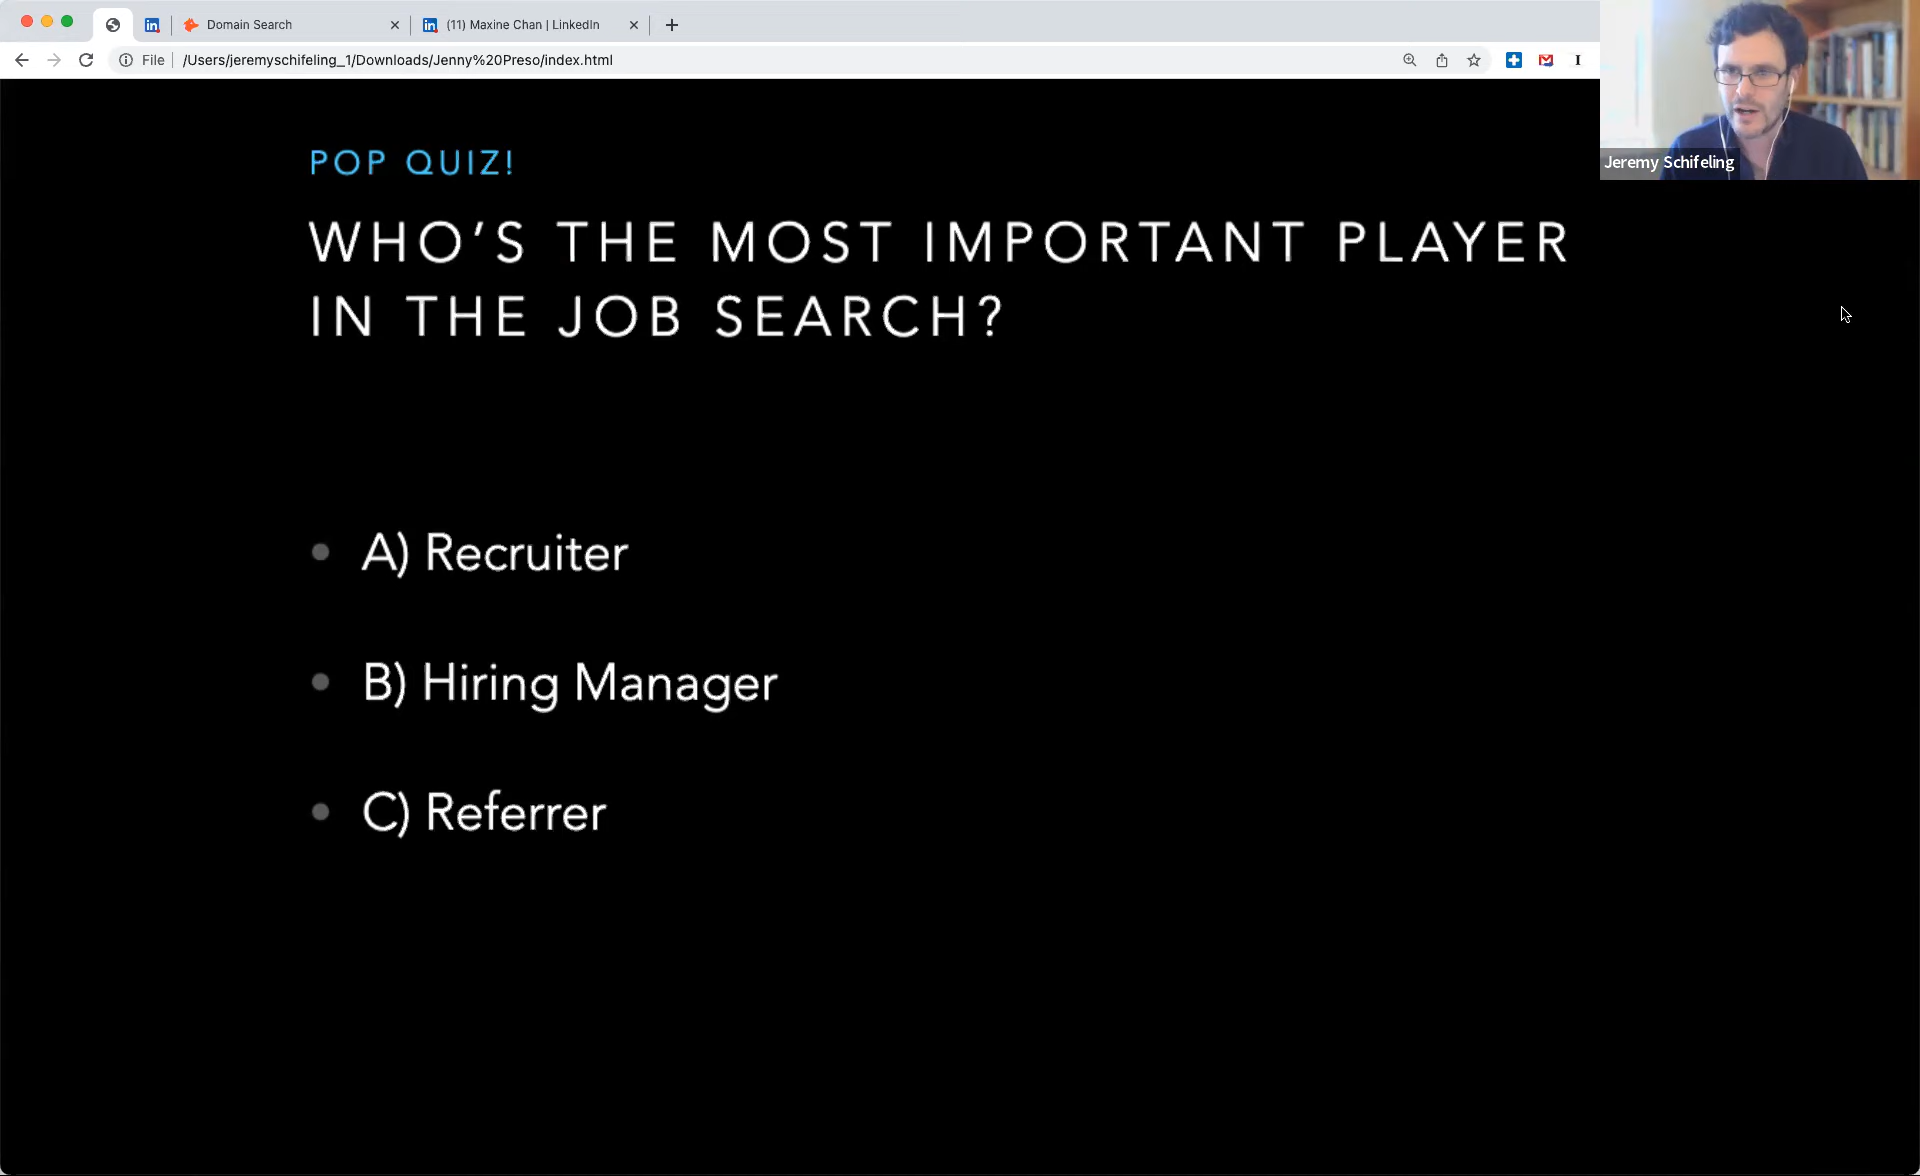 Domain Search
(11) Maxine Chan | LinkedIn
File
/Users/jeremyschifeling_1/Downloads/Jenny%20Preso/index.html
Jeremy Schifeling
POP QUIZ!
WHO’S THE MOST IMPORTANT PLAYER
IN THE JOB SEARCH?
A) Recruiter
B) Hiring Manager
C) Referrer